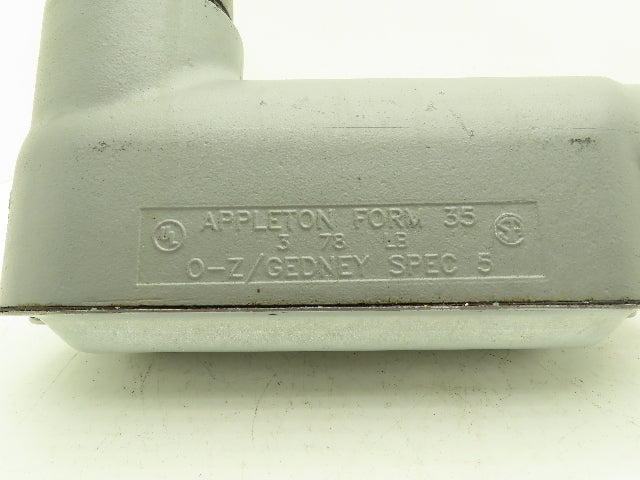 APPLETON FORM 35
3 78 LB
O-Z/GEDNEY SPEC 5